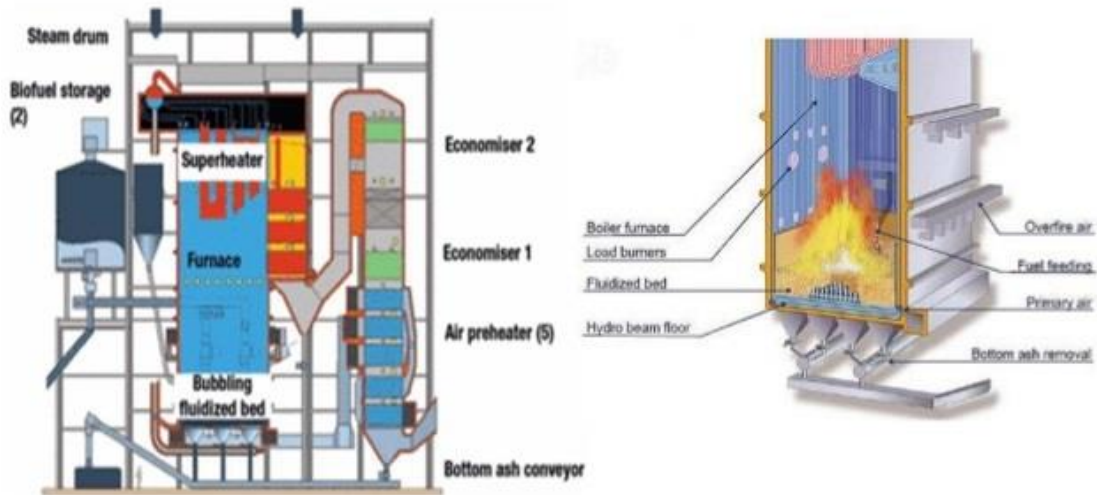 Steam drum
Biofuel storage
(2)
Superheater
Economiser 2
Furnace
Economiser 1
Air preheater (5)
Bubbling
fluidized bed
Bottom ash conveyor
Boiler furnace
Load burners
Fluidized bed
Hydro beam floor
Overfire air
Fuel feeding
Primary air
Bottom ash removal